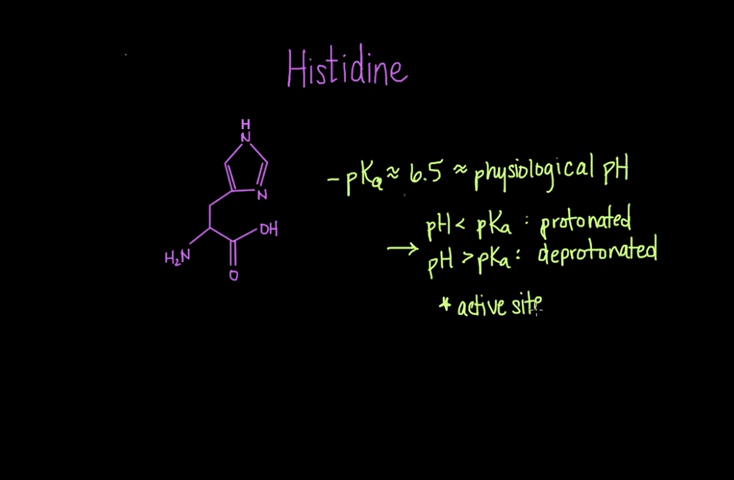 Histidine
H
N
N
OH
H₂N
O
- pKa ≈ 6.5 ≈ physiological pH
pH < pKa : protonated
→ pH > pKa : deprotonated
* active site